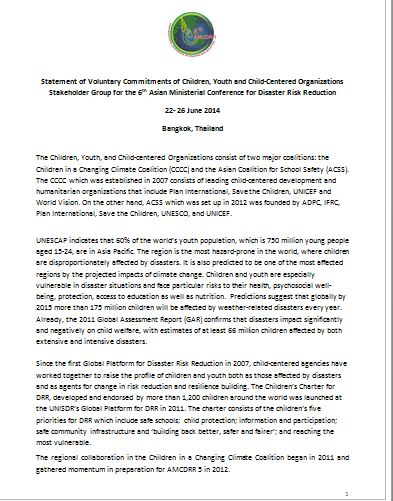 AMCDRR
Statement of Voluntary Commitments of Children, Youth and Child-Centered Organizations
Stakeholder Group for the 6th Asian Ministerial Conference for Disaster Risk Reduction
22- 26 June 2014
Bangkok, Thailand
The Children, Youth, and Child-centered Organizations consist of two major coalitions: the
Children in a Changing Climate Coalition (CCCC) and the Asian Coalition for School Safety (ACSS).
The CCCC which was established in 2007 consists of leading child-centered development and
humanitarian organizations that include Plan International, Save the Children, UNICEF and
World Vision. On the other hand, ACSS which was set up in 2012 was founded by ADPC, IFRC,
Plan International, Save the Children, UNESCO, and UNICEF.
UNESCAP indicates that 60% of the world's youth population, which is 750 million young people
aged 15-24, are in Asia Pacific. The region is the most hazard-prone in the world, where children
are disproportionately affected by disasters. It is also predicted to be one of the most affected
regions by the projected impacts of climate change. Children and youth are especially
vulnerable in disaster situations and face particular risks to their health, psychosocial well-
being, protection, access to education as well as nutrition. Predictions suggest that globally by
2015 more than 175 million children will be affected by weather-related disasters every year.
Already, the 2011 Global Assessment Report (GAR) confirms that disasters impact significantly
and negatively on child welfare, with estimates of at least 66 million children affected by both
extensive and intensive disasters.
Since the first Global Platform for Disaster Risk Reduction in 2007, child-centered agencies have
worked together to raise the profile of children and youth both as those affected by disasters
and as agents for change in risk reduction and resilience building. The Children's Charter for
DRR, developed and endorsed by more than 1,200 children around the world was launched at
the UNISDR's Global Platform for DRR in 2011. The charter consists of the children's five
priorities for DRR which include safe schools; child protection; information and participation;
safe community infrastructure and 'building back better, safer and fairer'; and reaching the
most vulnerable.
The regional collaboration in the Children in a Changing Climate Coalition began in 2011 and
gathered momentum in preparation for AMCDRR 5 in 2012.
1